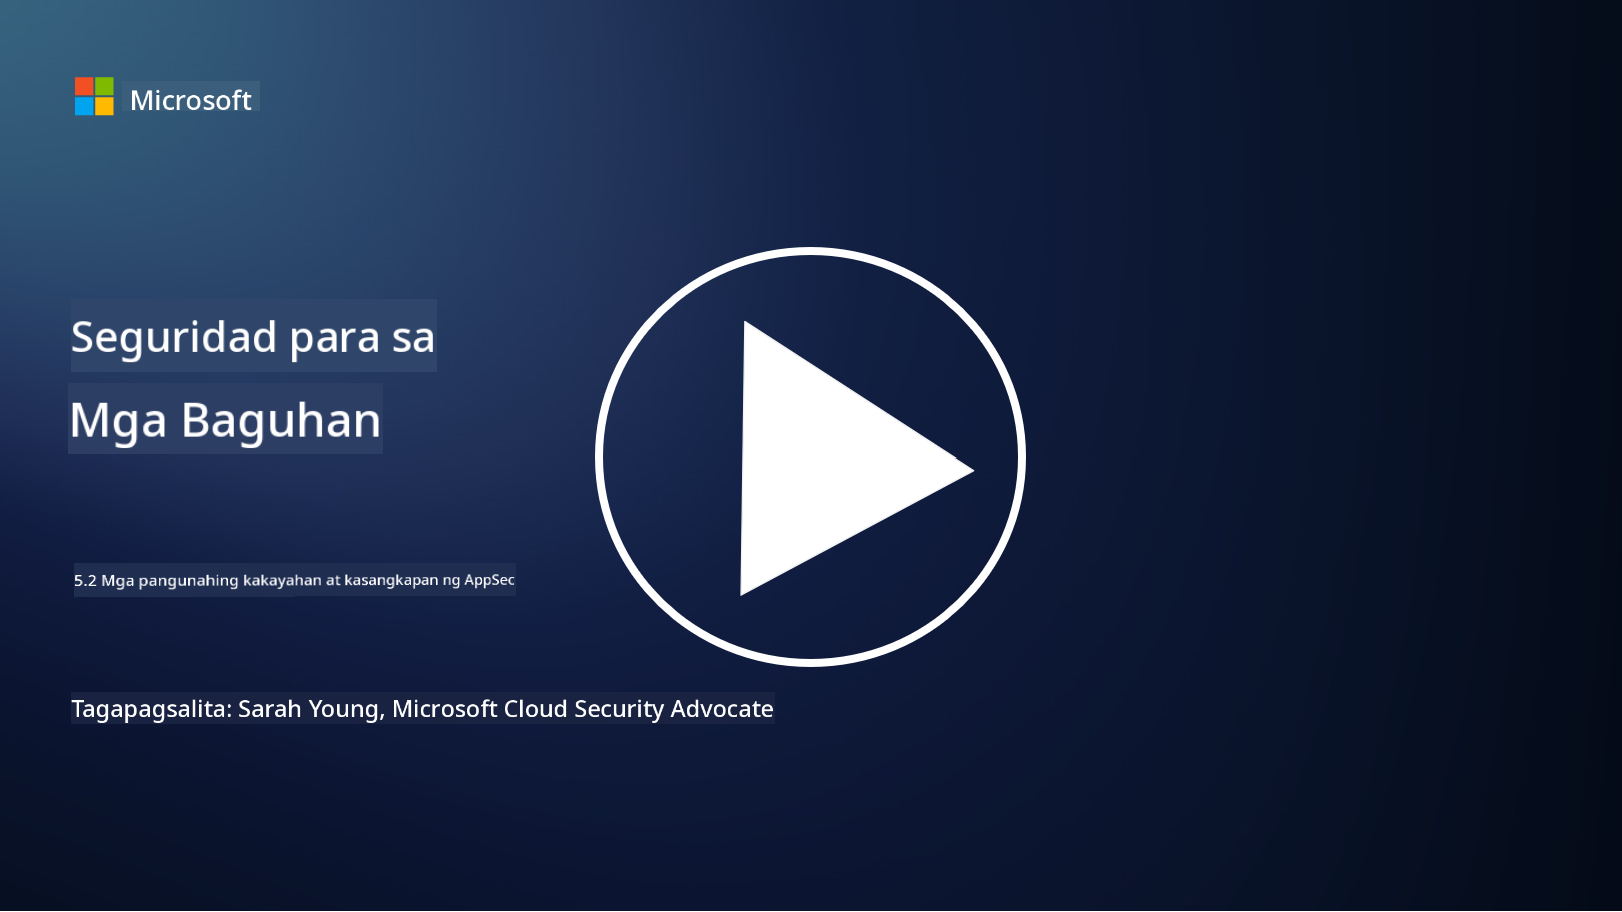 Microsoft
Seguridad para sa
Mga Baguhan
5.2 Mga pangunahing kakayahan at kasangkapan ng AppSec
Tagapagsalita: Sarah Young, Microsoft Cloud Security Advocate